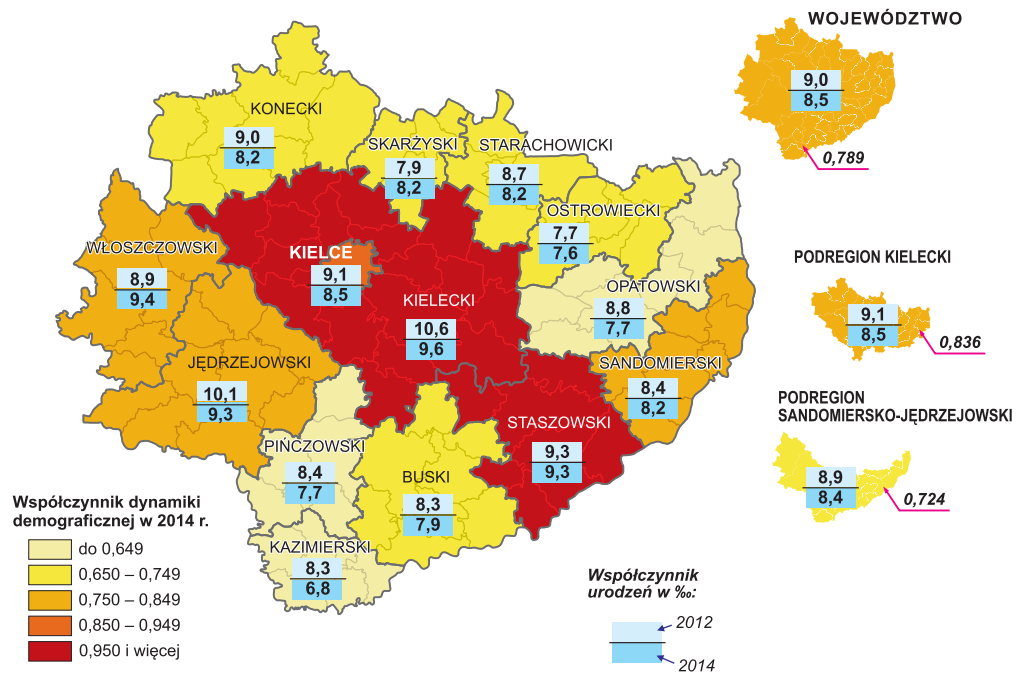 WOJEWÓDZTWO
9,0
8,5
0,789
KONECKI
9,0
8,2
SKARŻYSKI
7,9
8,2
STARACHOWICKI
8,7
8,2
OSTROWIECKI
7,7
7,6
WŁOSZCZOWSKI
8,9
9,4
KIELCE
9,1
8,5
KIELECKI
10,6
9,6
OPATOWSKI
8,8
7,7
PODREGION KIELECKI
9,1
8,5
0,836
JĘDRZEJOWSKI
10,1
9,3
SANDOMIERSKI
8,4
8,2
PODREGION
SANDOMIERSKO-JĘDRZEJOWSKI
8,9
8,4
0,724
STASZOWSKI
9,3
9,3
PIŃCZOWSKI
8,4
7,7
BUSKI
8,3
7,9
KAZIMIERSKI
8,3
6,8
Współczynnik dynamiki
demograficznej w 2014 r.
do 0,649
0,650 – 0,749
0,750 – 0,849
0,850 – 0,949
0,950 i więcej
Współczynnik
urodzeń w ‰:
2012
2014